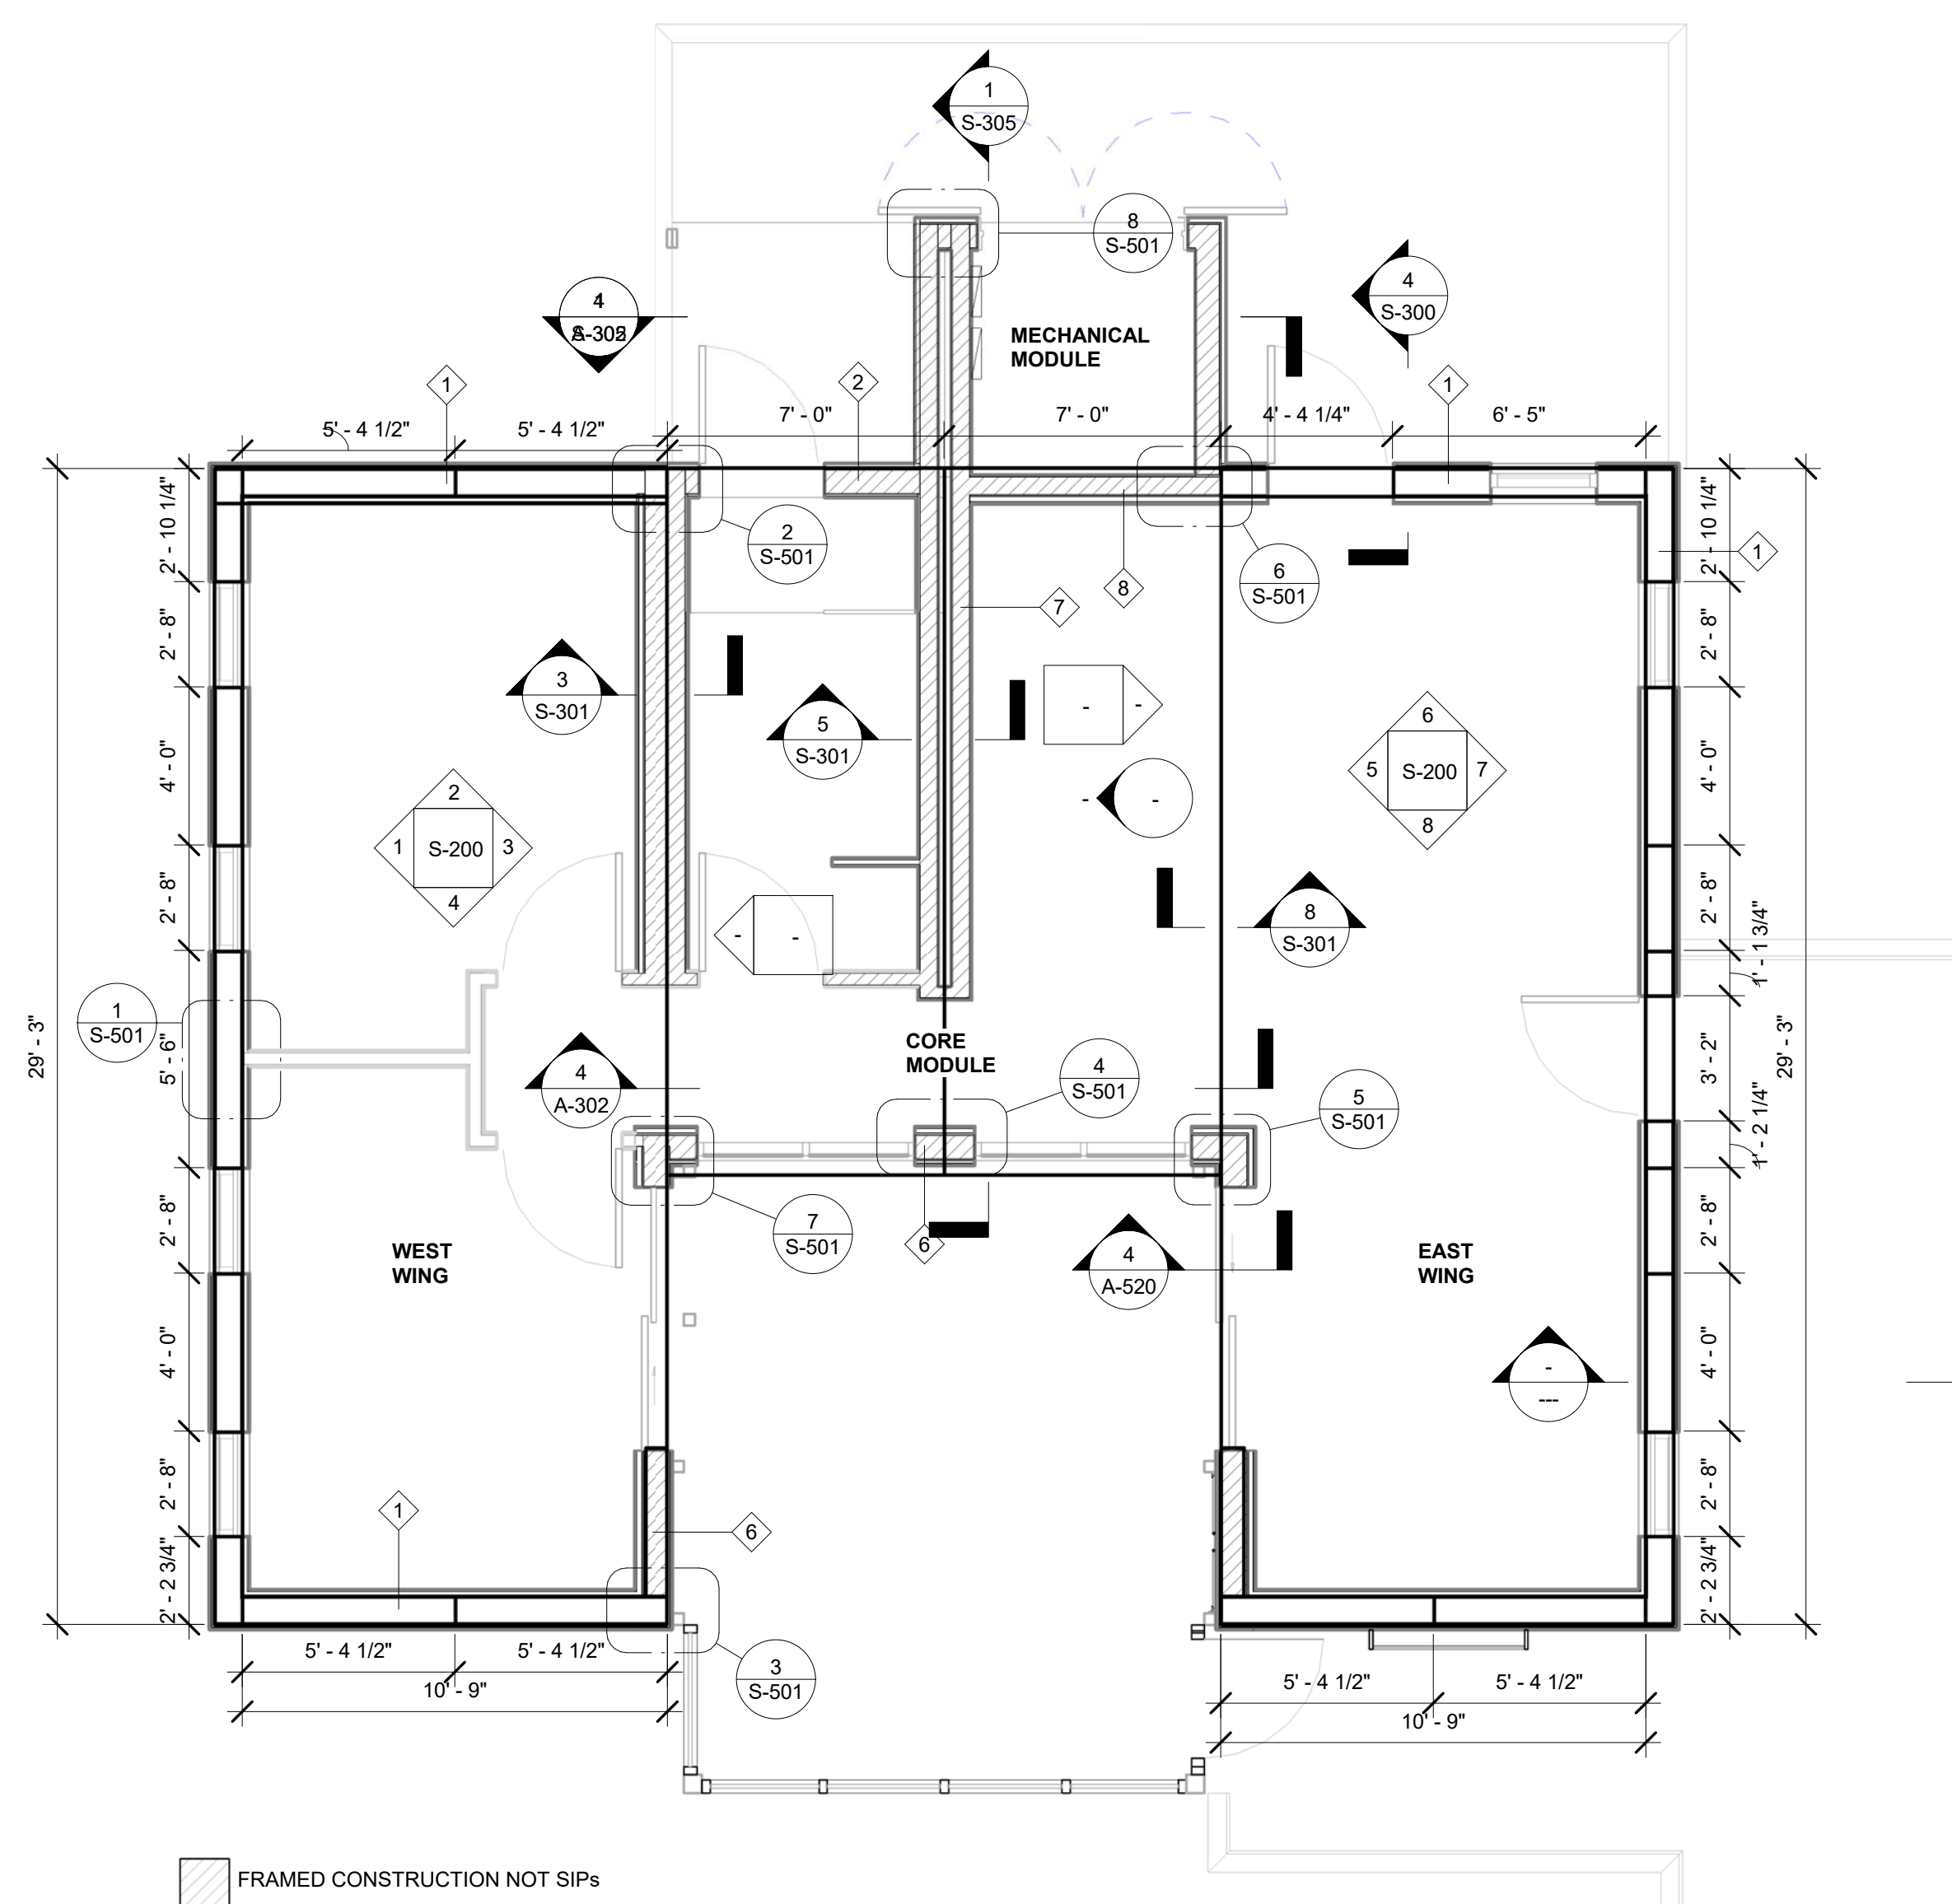 1
S-305
8
S-501
4
S-300
4
MECHANICAL
MODULE
1
2
1
5' - 4 1/2"
5' - 4 1/2"
7' - 0"
7' - 0"
4' - 4 1/4"
6' - 5"
2' - 10 1/4"
2' - 8"
4' - 0"
2' - 8"
5' - 6"
2' - 8"
4' - 0"
2' - 8"
2' - 2 3/4"
29' - 3"
2
S-501
6
S-501
8
7
1
3
S-301
5
S-301
-
-
-
-
2
1
S-200
3
4
6
5
S-200
7
8
8
S-301
-
-
1
S-501
4
A-302
CORE
MODULE
4
S-501
5
S-501
7
S-501
6
4
A-520
WEST
WING
EAST
WING
-
---
1
6
3
S-501
2' - 10 1/4"
2' - 8"
4' - 0"
2' - 8"
1' - 1 3/4"
3' - 2"
1' - 2 1/4"
2' - 8"
4' - 0"
2' - 8"
2' - 2 3/4"
29' - 3"
5' - 4 1/2"
5' - 4 1/2"
10' - 9"
5' - 4 1/2"
5' - 4 1/2"
10' - 9"
FRAMED CONSTRUCTION NOT SIPs